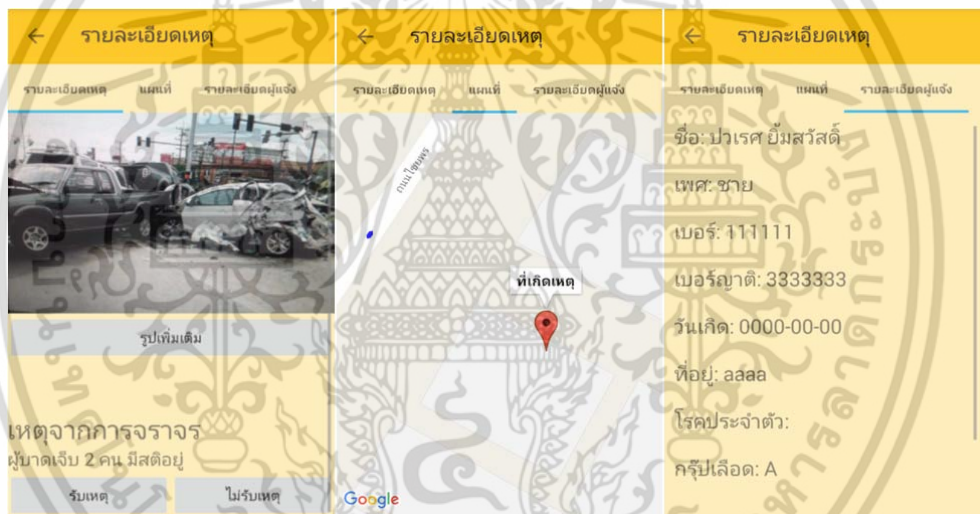 รายละเอียดเหตุ
รายละเอียดเหตุ แผนที่ รายละเอียดผู้แจ้ง
รูปเพิ่มเติม
เหตุจากการจราจร
ผู้บาดเจ็บ 2 คน มีสติอยู่
รับเหตุ ไม่รับเหตุ
รายละเอียดเหตุ
รายละเอียดเหตุ แผนที่ รายละเอียดผู้แจ้ง
ถนน ไชยพร
ที่เกิดเหตุ
Google
รายละเอียดเหตุ
รายละเอียดเหตุ แผนที่ รายละเอียดผู้แจ้ง
ชื่อ: ปวเรศ ยิ้มสวัสดิ์
เพศ: ชาย
เบอร์: 111111
เบอร์ญาติ: 3333333
วันเกิด: 0000-00-00
ที่อยู่: aaaa
โรคประจำตัว:
กรุ๊ปเลือด: A